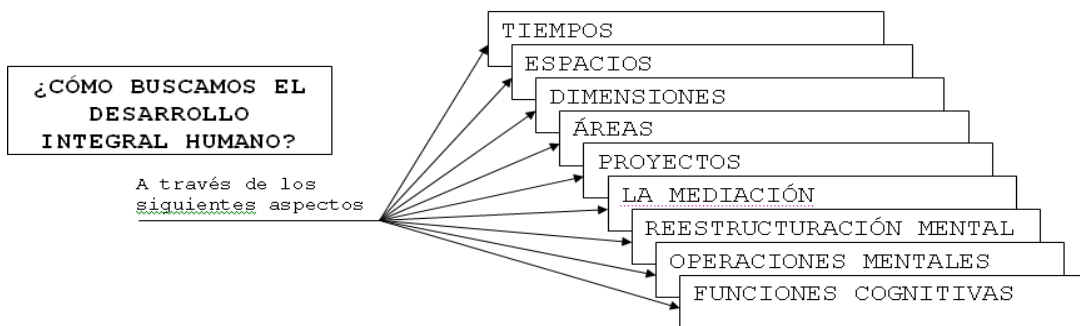 ¿CÓMO BUSCAMOS EL
DESARROLLO
INTEGRAL HUMANO?
A través de los
siguientes aspectos
TIEMPOS
ESPACIOS
DIMENSIONES
ÁREAS
PROYECTOS
LA MEDIACIÓN
REESTRUCTURACIÓN MENTAL
OPERACIONES MENTALES
FUNCIONES COGNITIVAS